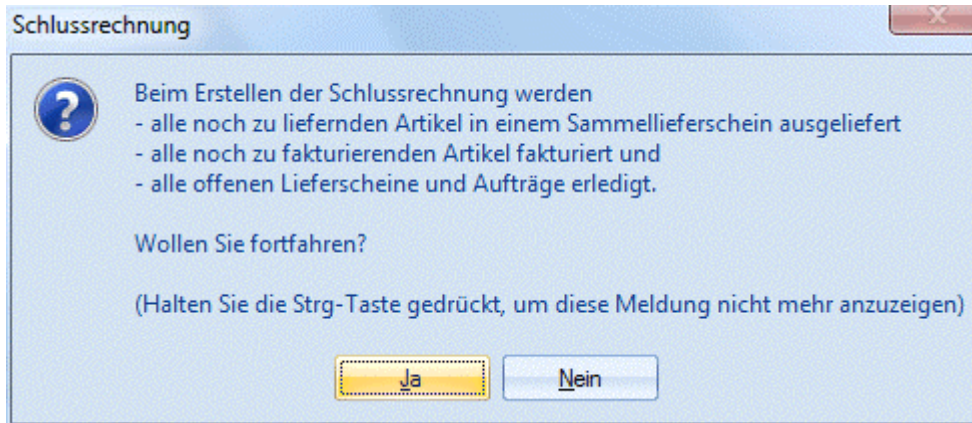 Schlussrechnung
Beim Erstellen der Schlussrechnung werden
- alle noch zu liefernden Artikel in einem Sammellieferschein ausgeliefert
- alle noch zu fakturierenden Artikel fakturiert und
- alle offenen Lieferscheine und Aufträge erledigt.
Wollen Sie fortfahren?
(Halten Sie die Strg-Taste gedrückt, um diese Meldung nicht mehr anzuzeigen)
Ja
Nein